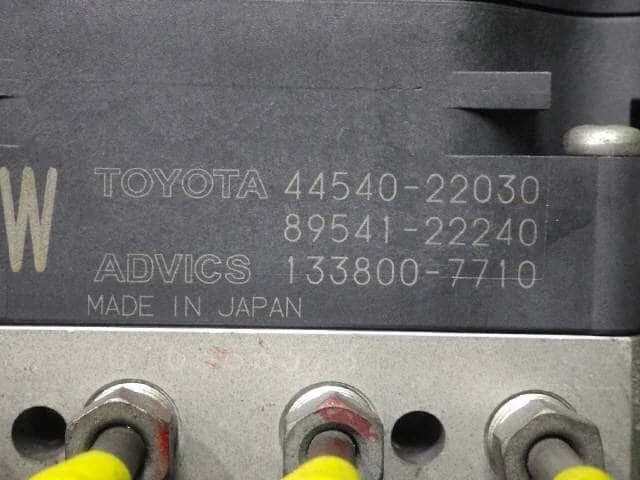 W
TOYOTA 44540-22030
89541-22240
ADVICS 133800-7710
MADE IN JAPAN